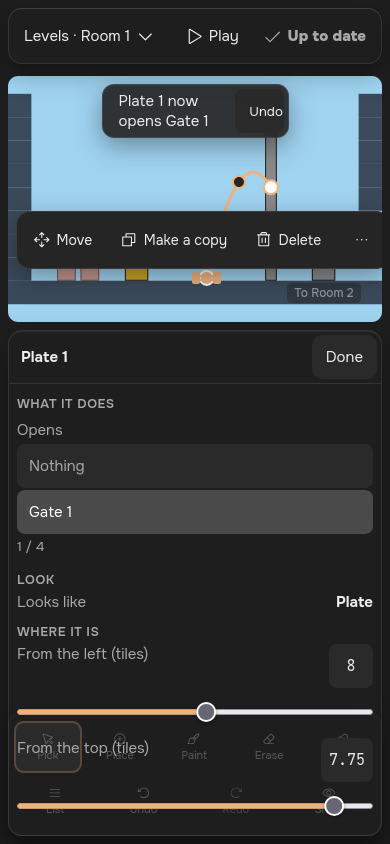 Levels · Room 1
Play
Up to date
Plate 1 now
opens Gate 1
Undo
Move
Make a copy
Delete
...
To Room 2
Plate 1
Done
WHAT IT DOES
Opens
Nothing
Gate 1
1 / 4
LOOK
Looks like
Plate
WHERE IT IS
From the left (tiles)
8
From the top (tiles)
7.75
Pick
Place
Paint
Erase
List
Undo
Redo